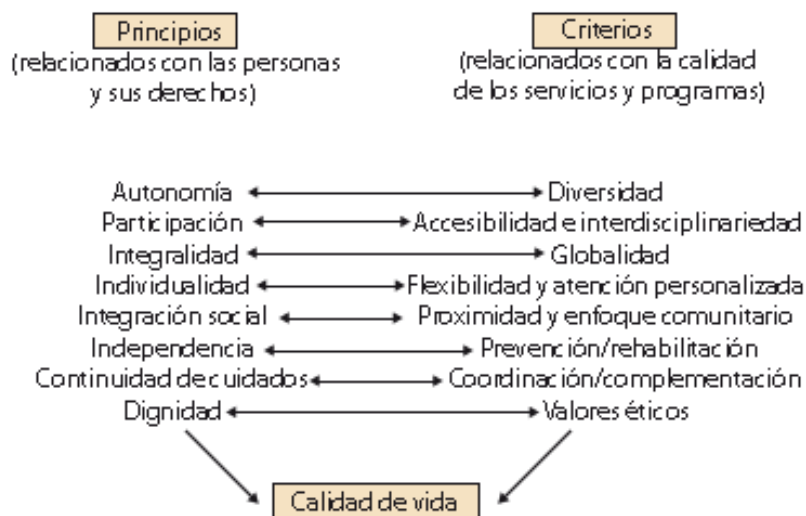 Principios
(relacionados con las personas
y sus derechos)
Criterios
(relacionados con la calidad
de los servicios y programas)
Autonomía Diversidad
Participación Accesibilidad e interdisciplinariedad
Integralidad Globalidad
Individualidad Flexibilidad y atención personalizada
Integración social Proximidad y enfoque comunitario
Independencia Prevención/rehabilitación
Continuidad de cuidados Coordinación/complementación
Dignidad Valores éticos
Calidad de vida